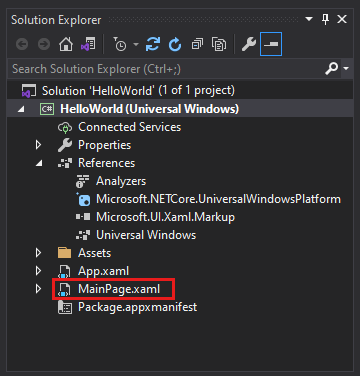 Solution Explorer
Search Solution Explorer (Ctrl+;)
Solution 'HelloWorld' (1 of 1 project)
C# HelloWorld (Universal Windows)
Connected Services
Properties
References
Analyzers
Microsoft.NETCore.UniversalWindowsPlatform
Microsoft.UI.Xaml.Markup
Universal Windows
Assets
App.xaml
MainPage.xaml
Package.appxmanifest